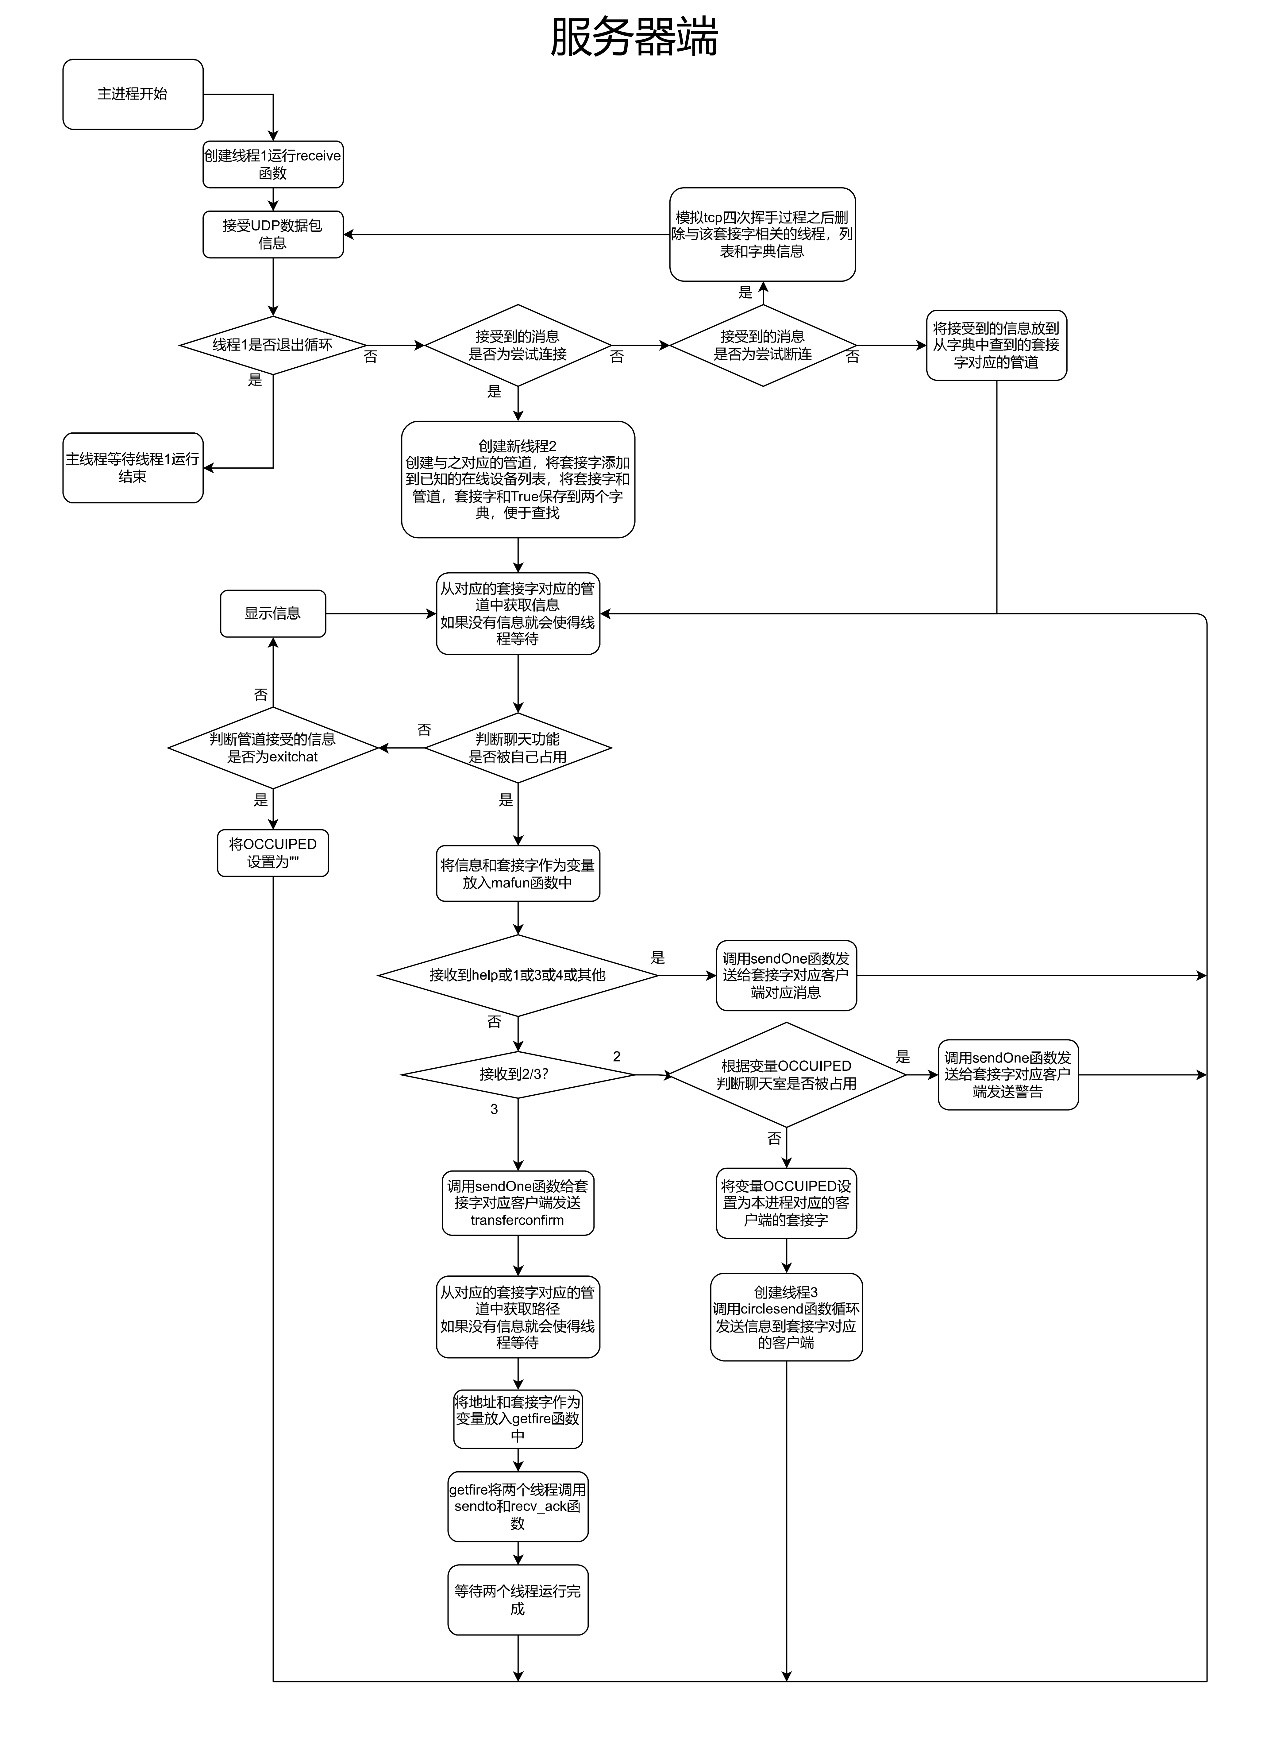 服务器端
主进程开始
创建线程1运行receive
函数
接受UDP数据包
信息
模拟tcp四次挥手过程之后删
除与该套接字相关的线程，列
表和字典信息
是
线程1是否退出循环
否
接受到的消息
是否为尝试连接
否
接受到的消息
是否为尝试断连
否
将接受到的信息放到
从字典中查到的套接
字对应的管道
是
是
主线程等待线程1运行
结束
创建新线程2
创建与之对应的管道，将套接字添加
到已知的在线设备列表，将套接字和
管道，套接字和True保存到两个字
典，便于查找
显示信息
从对应的套接字对应的管
道中获取信息
如果没有信息就会使得线
程等待
否
判断管道接受的信息
是否为exitchat
否
判断聊天功能
是否被自己占用
是
是
将OCCUIPED
设置为""
将信息和套接字作为变量
放入mafun函数中
接收到help或1或3或4或其他
是
调用sendOne函数发
送给套接字对应客户
端对应消息
否
接收到2/3？
2
根据变量OCCUIPED
判断聊天室是否被占用
是
调用sendOne函数发
送给套接字对应客户
端发送警告
3
否
调用sendOne函数给套
接字对应客户端发送
transferconfirm
将变量OCCUIPED设
置为本进程对应的客
户端的套接字
从对应的套接字对应的管
道中获取路径
如果没有信息就会使得线
程等待
创建线程3
调用circlesend函数循环
发送信息到套接字对应
的客户端
将地址和套接字作为
变量放入getfire函数
中
getfire将两个线程调用
sendto和recv_ack函
数
等待两个线程运行完
成